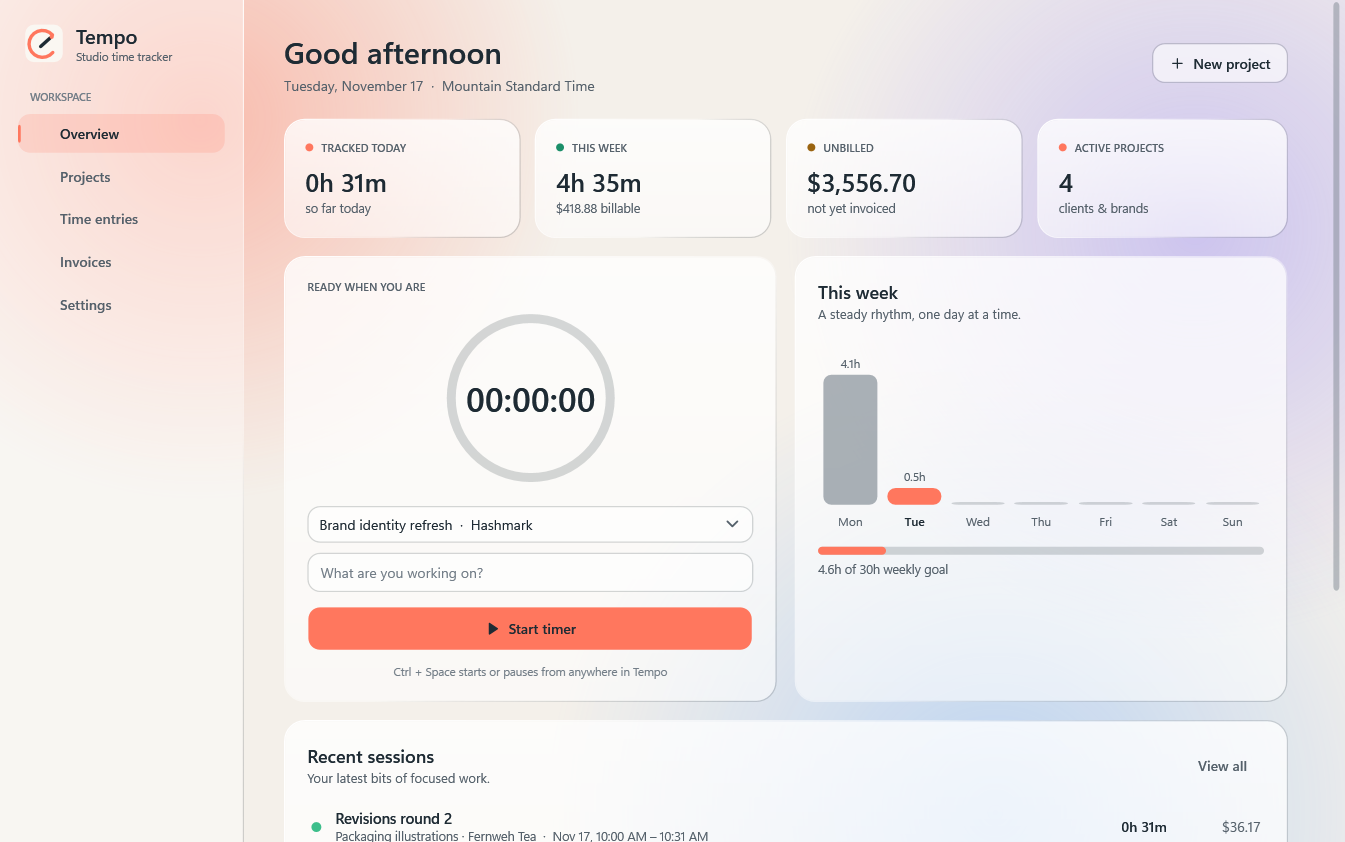 Tempo
Studio time tracker
WORKSPACE
Overview
Projects
Time entries
Invoices
Settings
Good afternoon
Tuesday, November 17 · Mountain Standard Time
New project
TRACKED TODAY
0h 31m
so far today
THIS WEEK
4h 35m
$418.88 billable
UNBILLED
$3,556.70
not yet invoiced
ACTIVE PROJECTS
4
clients & brands
READY WHEN YOU ARE
00:00:00
Brand identity refresh · Hashmark
What are you working on?
Start timer
Ctrl + Space starts or pauses from anywhere in Tempo
This week
A steady rhythm, one day at a time.
4.1h
0.5h
Mon Tue Wed Thu Fri Sat Sun
4.6h of 30h weekly goal
Recent sessions
Your latest bits of focused work.
View all
Revisions round 2
Packaging illustrations · Fernweh Tea · Nov 17, 10:00 AM – 10:31 AM
0h 31m
$36.17